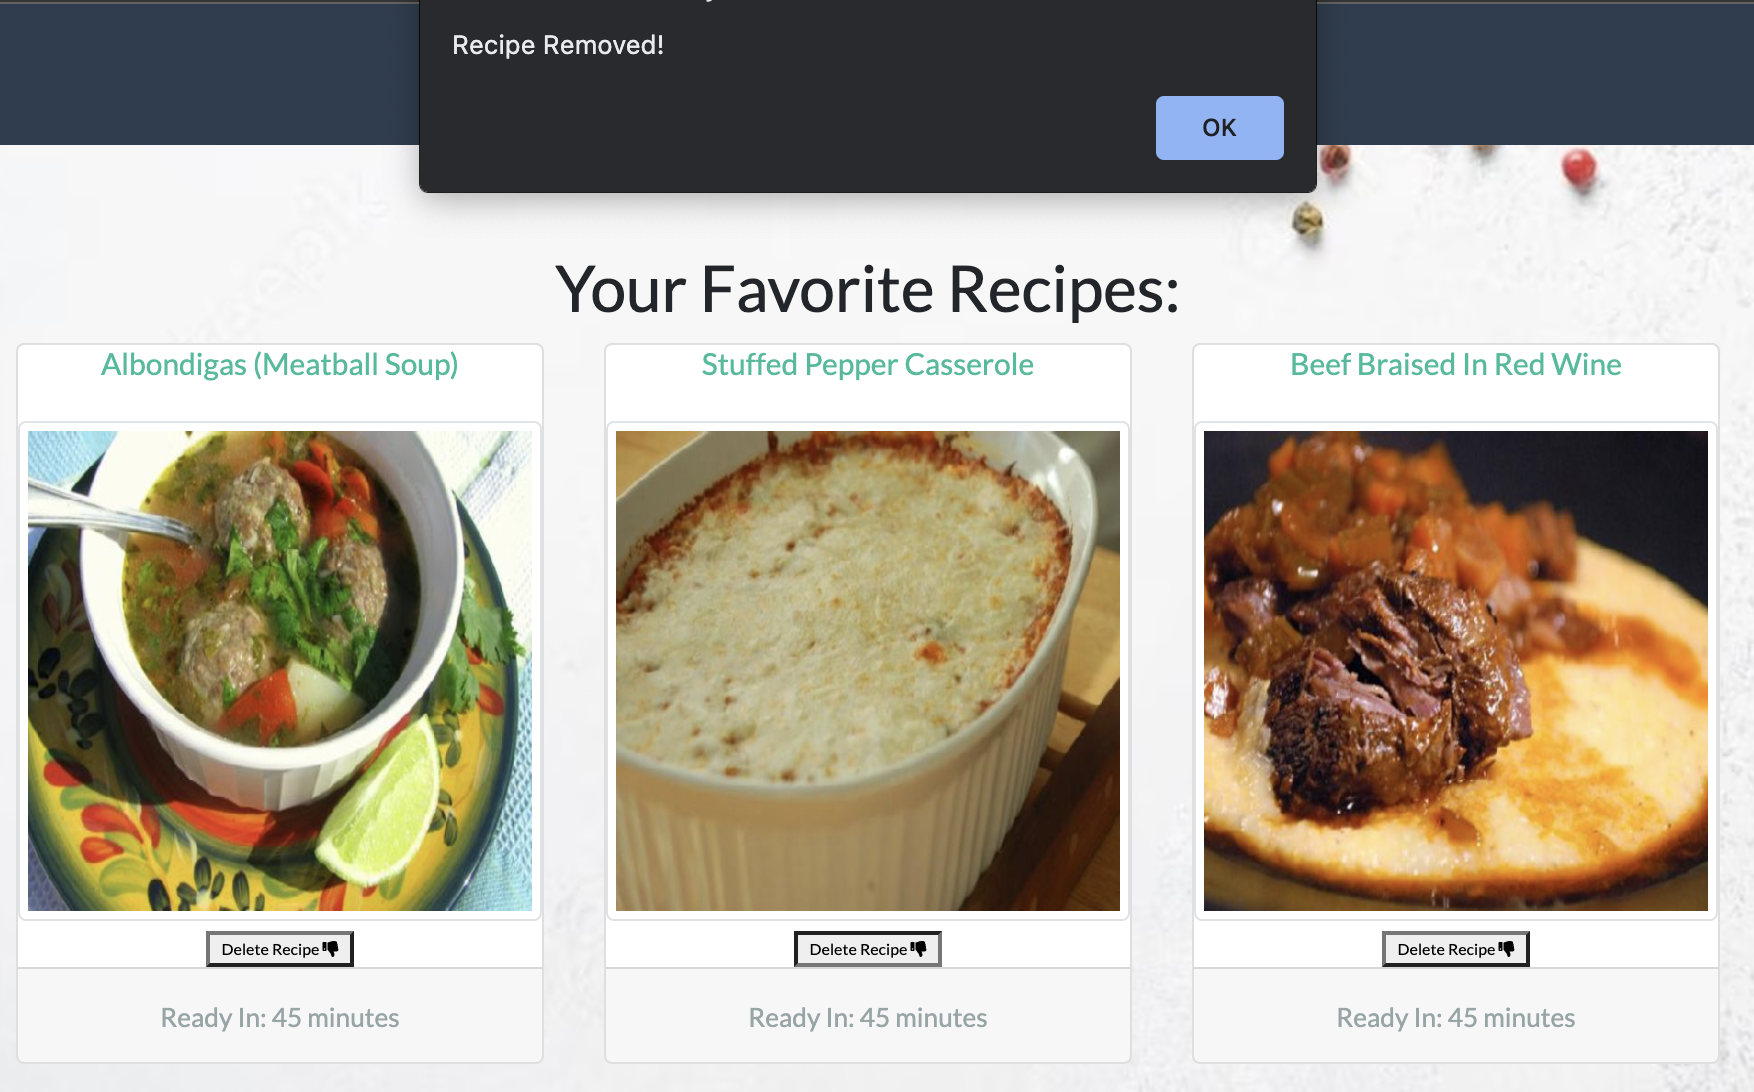 Recipe Removed!
OK
Your Favorite Recipes:
Albondigas (Meatball Soup)
Stuffed Pepper Casserole
Beef Braised In Red Wine
Delete Recipe
Delete Recipe
Delete Recipe
Ready In: 45 minutes
Ready In: 45 minutes
Ready In: 45 minutes